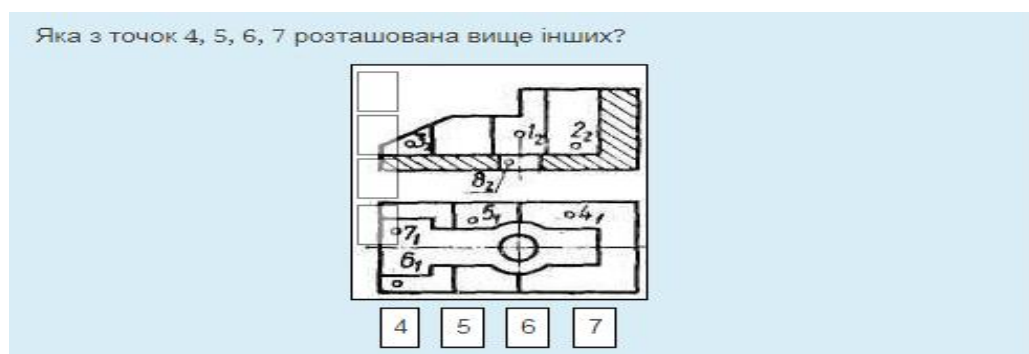 Яка з точок 4, 5, 6, 7 розташована вище інших?
3₂ 1₂ 2₂
8₂
5₁ 4₁
7₁
6₁
4 5 6 7